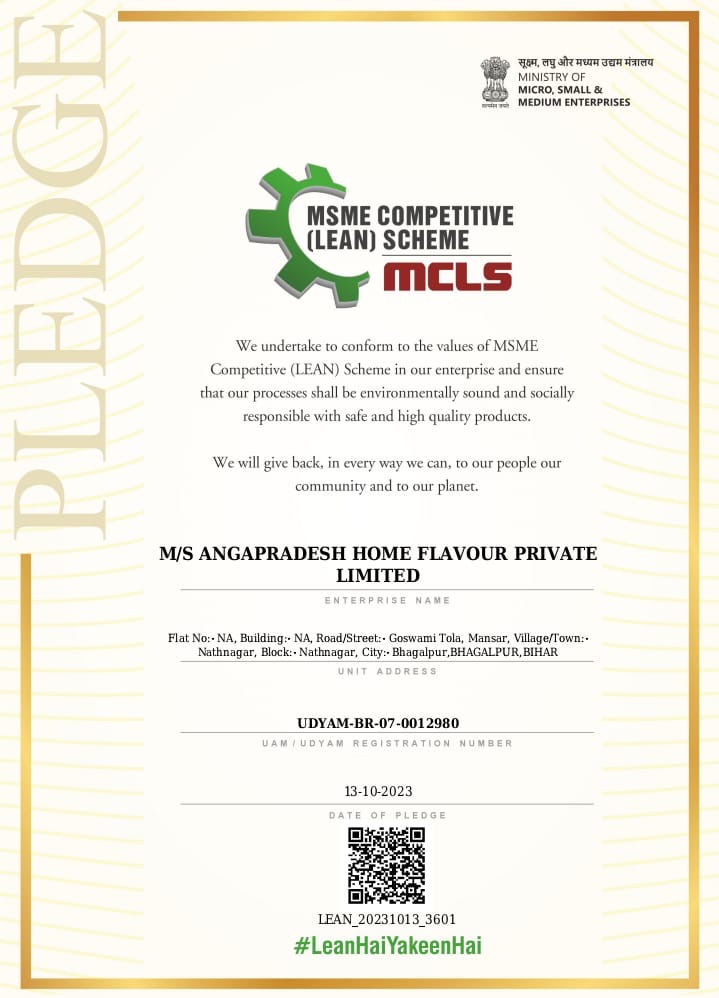 PLEDGE
सूक्ष्म, लघु और मध्यम उद्यम मंत्रालय
MINISTRY OF
MICRO, SMALL &
MEDIUM ENTERPRISES
सत्यमेव जयते
MSME COMPETITIVE
(LEAN) SCHEME
MCLS
We undertake to conform to the values of MSME
Competitive (LEAN) Scheme in our enterprise and ensure
that our processes shall be environmentally sound and socially
responsible with safe and high quality products.
We will give back, in every way we can, to our people our
community and to our planet.
M/S ANGAPRADESH HOME FLAVOUR PRIVATE
LIMITED
ENTERPRISE NAME
Flat No:- NA, Building:- NA, Road/Street:- Goswami Tola, Mansar, Village/Town:-
Nathnagar, Block:- Nathnagar, City:- Bhagalpur,BHAGALPUR,BIHAR
UNIT ADDRESS
UDYAM-BR-07-0012980
UAM/UDYAM REGISTRATION NUMBER
13-10-2023
DATE OF PLEDGE
LEAN_20231013_3601
#LeanHaiYakeenHai